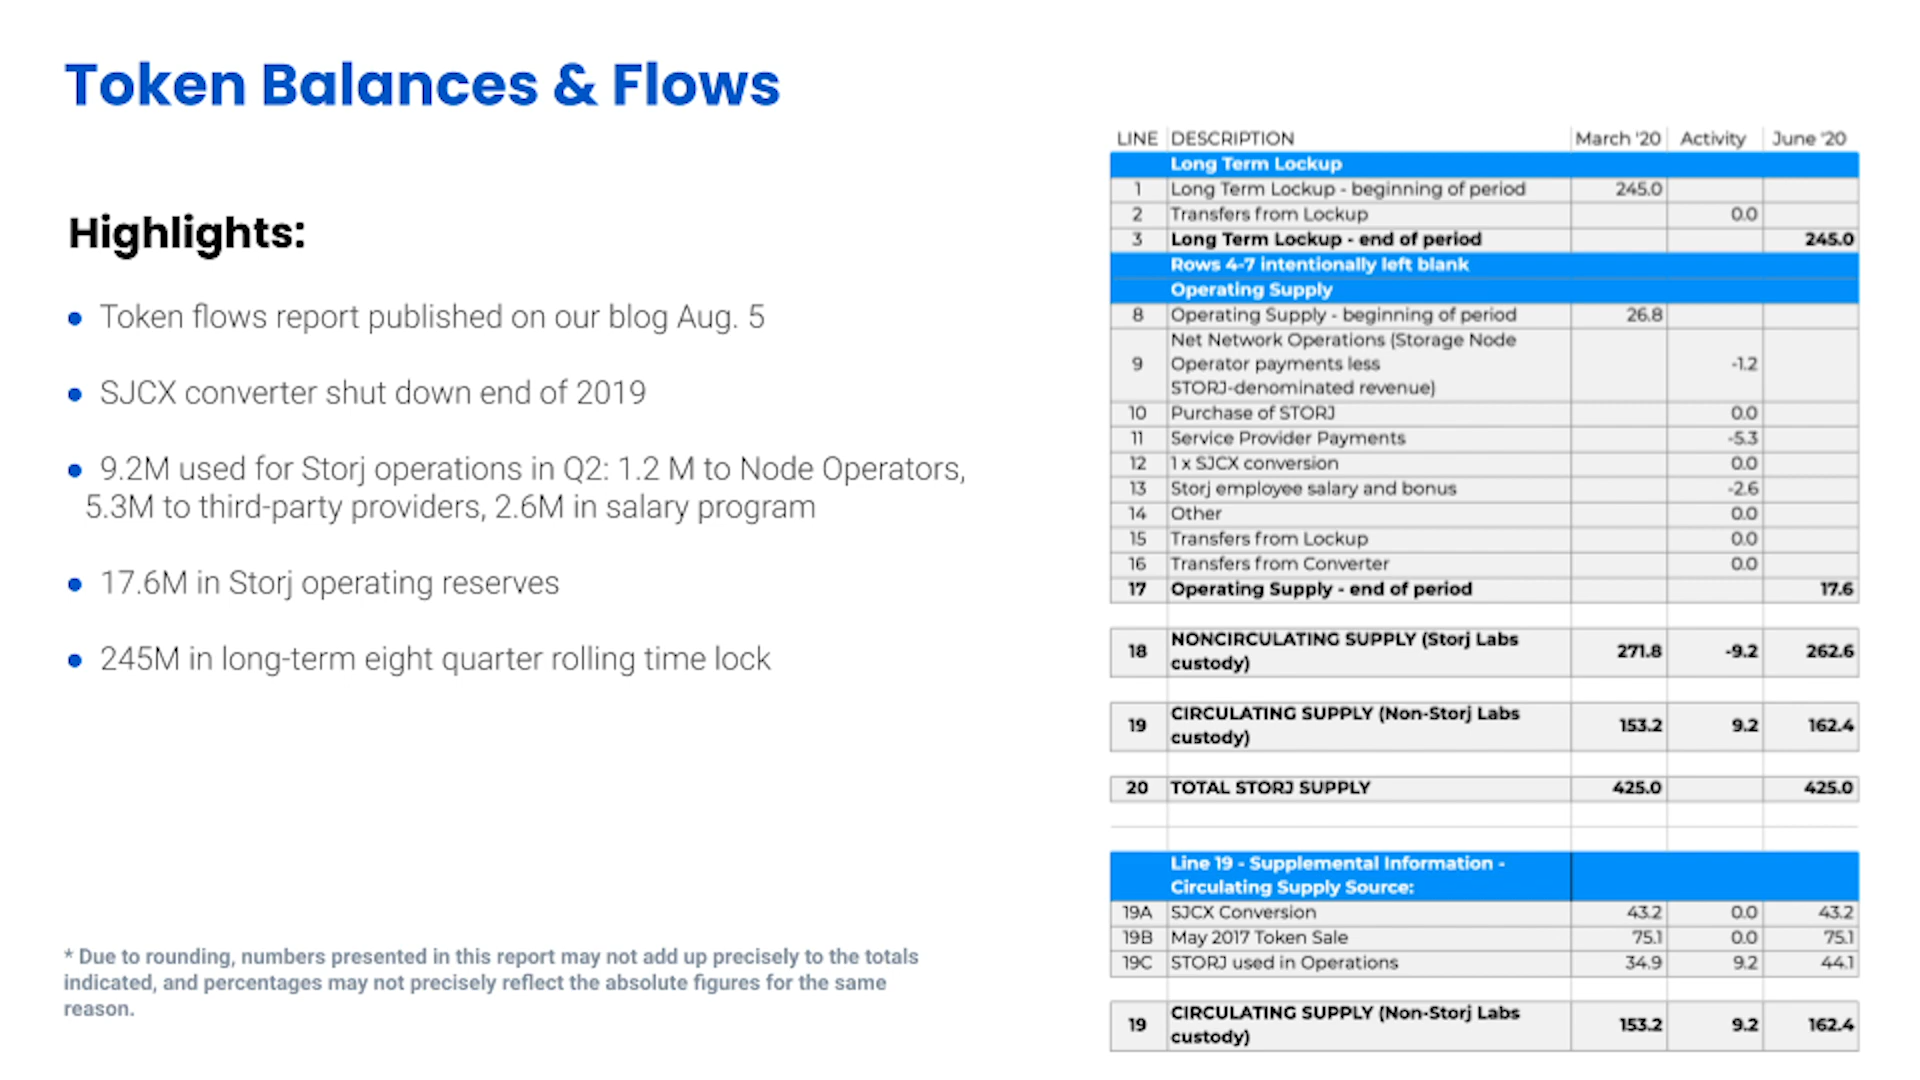 Token Balances & Flows
Highlights:
● Token flows report published on our blog Aug. 5
● SJCX converter shut down end of 2019
● 9.2M used for Storj operations in Q2: 1.2 M to Node Operators,
5.3M to third-party providers, 2.6M in salary program
● 17.6M in Storj operating reserves
● 245M in long-term eight quarter rolling time lock
* Due to rounding, numbers presented in this report may not add up precisely to the totals
indicated, and percentages may not precisely reflect the absolute figures for the same
reason.
LINE DESCRIPTION March '20 Activity June '20
Long Term Lockup
1 Long Term Lockup - beginning of period 245.0
2 Transfers from Lockup 0.0
3 Long Term Lockup - end of period 245.0
Rows 4-7 intentionally left blank
Operating Supply
8 Operating Supply - beginning of period 26.8
Net Network Operations (Storage Node
9 Operator payments less -1.2
STORJ-denominated revenue)
10 Purchase of STORJ 0.0
11 Service Provider Payments -5.3
12 1 x SJCX conversion 0.0
13 Storj employee salary and bonus -2.6
14 Other 0.0
15 Transfers from Lockup 0.0
16 Transfers from Converter 0.0
17 Operating Supply - end of period 17.6
18 NONCIRCULATING SUPPLY (Storj Labs
custody) 271.8 -9.2 262.6
19 CIRCULATING SUPPLY (Non-Storj Labs
custody) 153.2 9.2 162.4
20 TOTAL STORJ SUPPLY 425.0 425.0
Line 19 - Supplemental Information -
Circulating Supply Source:
19A SJCX Conversion 43.2 0.0 43.2
19B May 2017 Token Sale 75.1 0.0 75.1
19C STORJ used in Operations 34.9 9.2 44.1
19 CIRCULATING SUPPLY (Non-Storj Labs
custody) 153.2 9.2 162.4